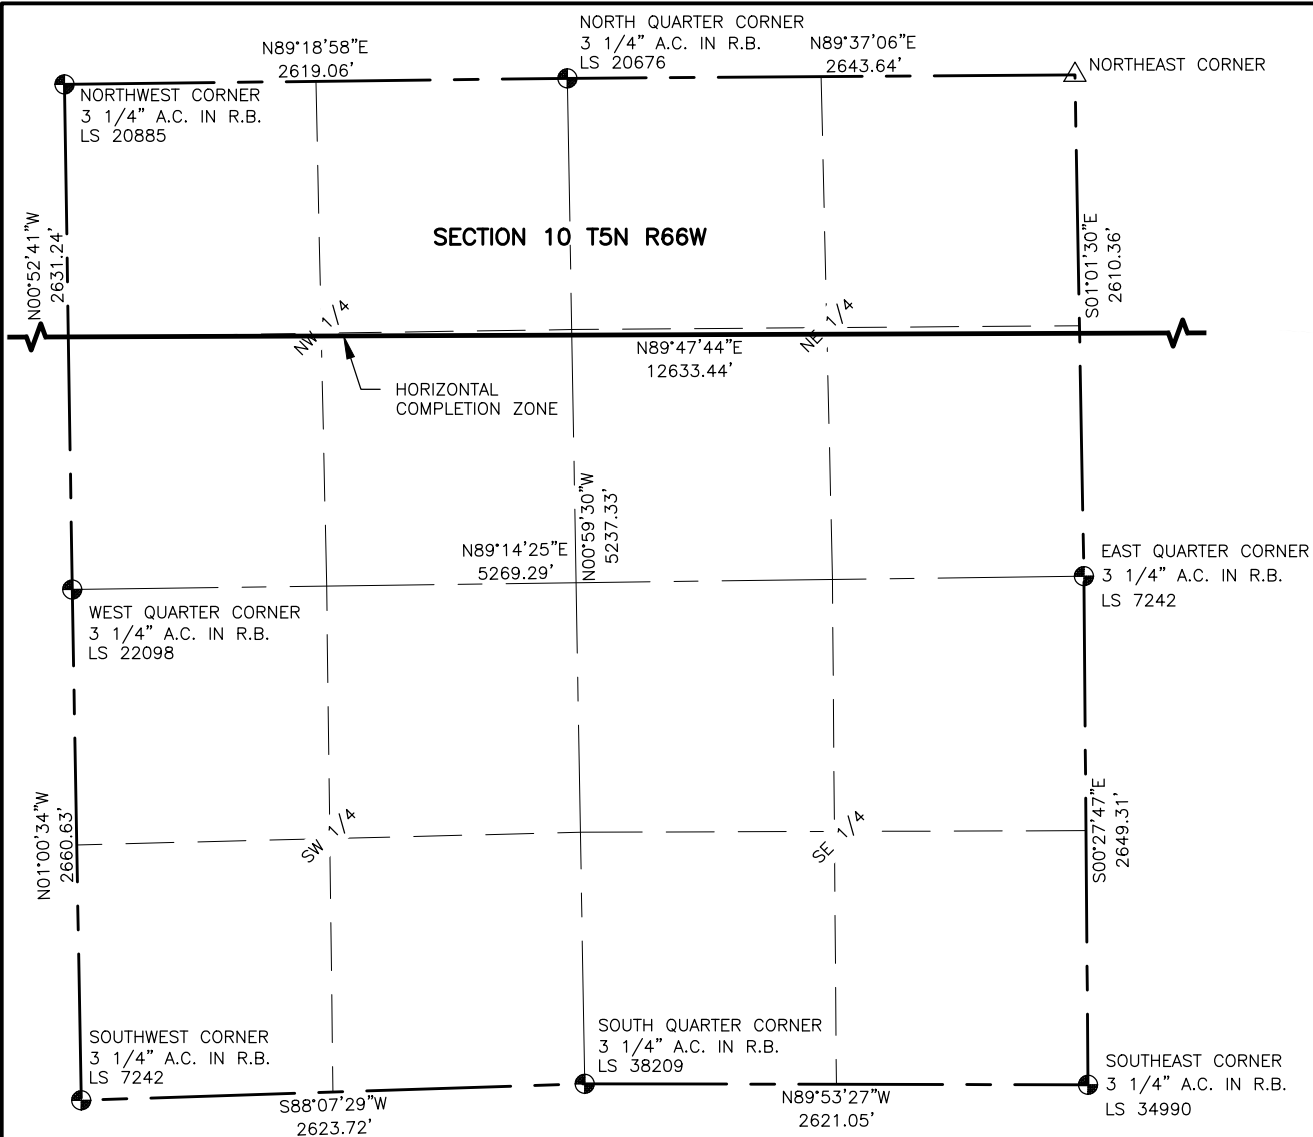 NORTH QUARTER CORNER
3 1/4" A.C. IN R.B.
LS 20676
N89°18'58"E
2619.06'
N89°37'06"E
2643.64'
NORTHEAST CORNER
NORTHWEST CORNER
3 1/4" A.C. IN R.B.
LS 20885
N00°52'41"W
2631.24'
SECTION 10 T5N R66W
S01°01'30"E
2610.36'
NW 1/4
NE 1/4
N89°47'44"E
12633.44'
HORIZONTAL
COMPLETION ZONE
N00°59'30"W
5237.33'
N89°14'25"E
5269.29'
EAST QUARTER CORNER
3 1/4" A.C. IN R.B.
LS 7242
WEST QUARTER CORNER
3 1/4" A.C. IN R.B.
LS 22098
N01°00'34"W
2660.63'
SW 1/4
SE 1/4
S00°27'47"E
2649.31'
SOUTHWEST CORNER
3 1/4" A.C. IN R.B.
LS 7242
SOUTH QUARTER CORNER
3 1/4" A.C. IN R.B.
LS 38209
SOUTHEAST CORNER
3 1/4" A.C. IN R.B.
LS 34990
S88°07'29"W
2623.72'
N89°53'27"W
2621.05'